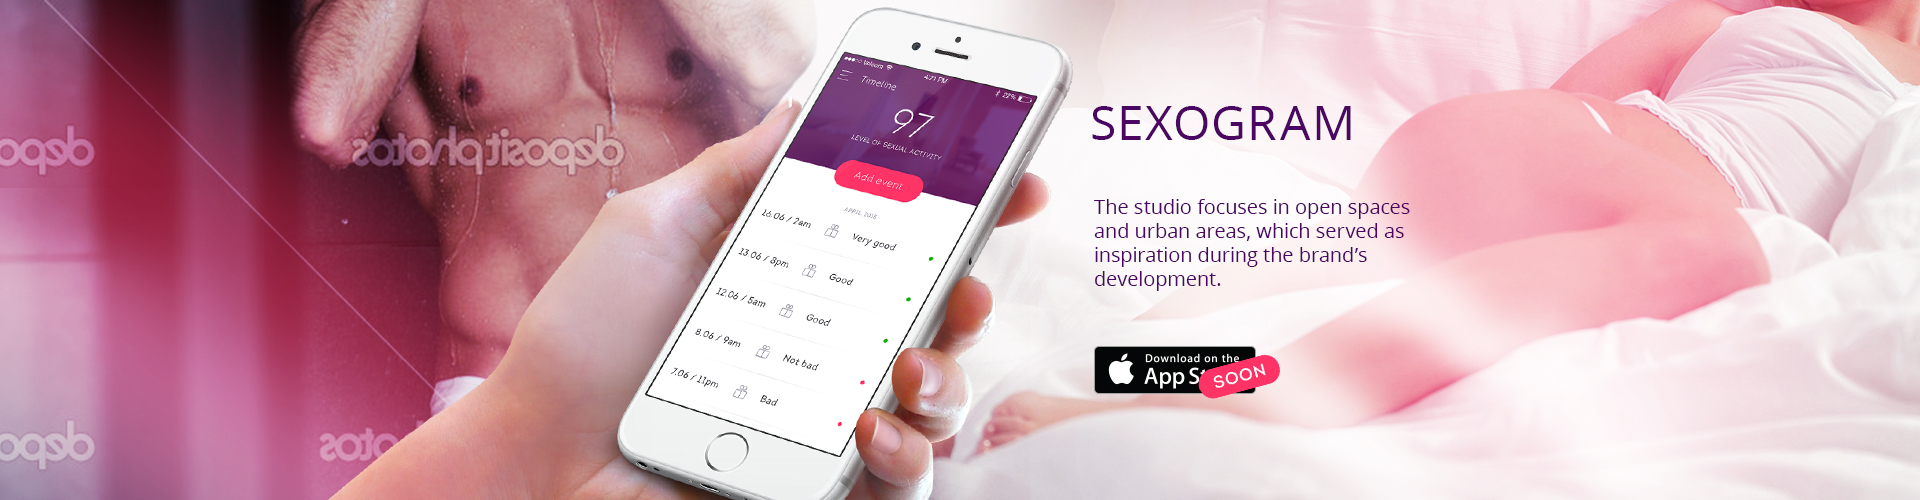 Velcom
4:21 PM
22%
Timeline
97
LEVEL OF SEXUAL ACTIVITY
Add event
APRIL 2015
16.06 / 2am Very good
13.06 / 8pm Good
12.06 / 5am Good
8.06 / 9am Not bad
7.06 / 11pm Bad
SEXOGRAM
The studio focuses in open spaces
and urban areas, which served as
inspiration during the brand’s
development.
Download on the
App S
SOON
depositphotos